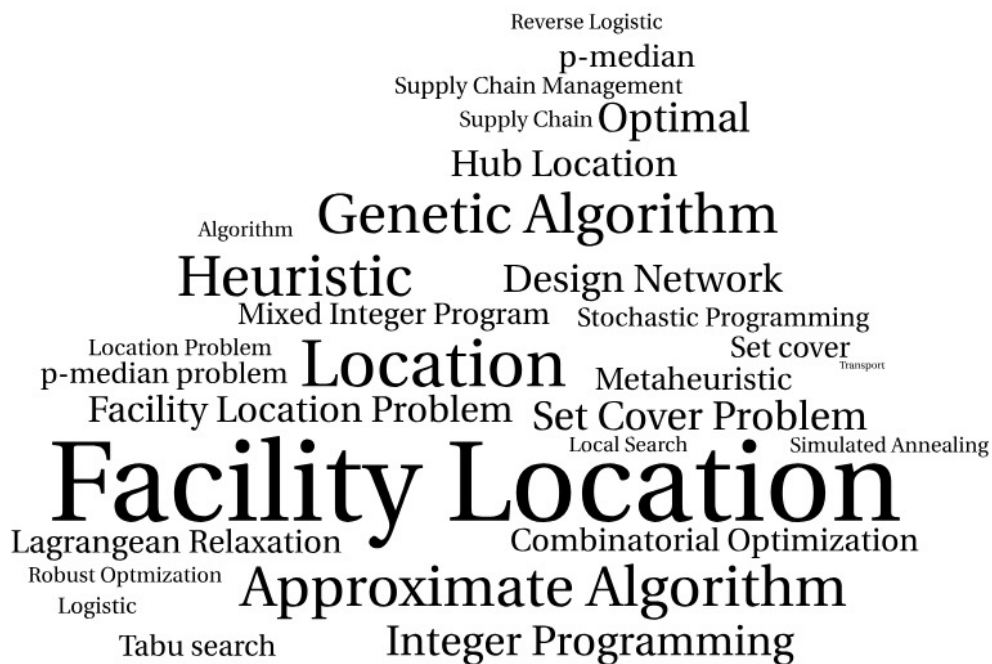 Reverse Logistic
p-median
Supply Chain Management
Supply Chain Optimal
Hub Location
Genetic Algorithm
Algorithm
Heuristic Design Network
Mixed Integer Program Stochastic Programming
Location Problem Set cover
Transport
p-median problem Location Metaheuristic
Facility Location Problem Set Cover Problem
Local Search Simulated Annealing
Facility Location
Lagrangean Relaxation Combinatorial Optimization
Robust Optmization
Approximate Algorithm
Logistic
Tabu search Integer Programming